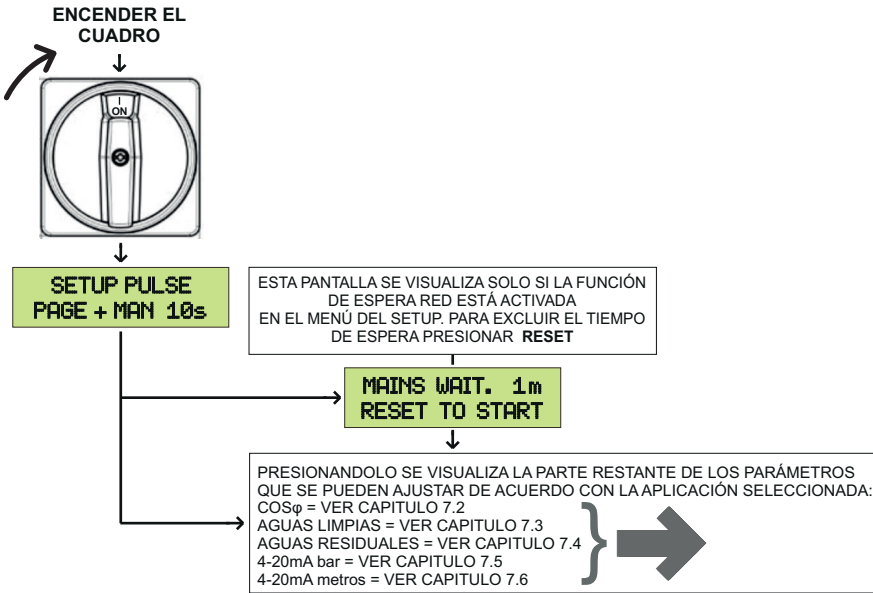 ENCENDER EL
CUADRO
I
ON
SETUP PULSE
PAGE + MAN 10s
ESTA PANTALLA SE VISUALIZA SOLO SI LA FUNCIÓN
DE ESPERA RED ESTÁ ACTIVADA
EN EL MENÚ DEL SETUP. PARA EXCLUIR EL TIEMPO
DE ESPERA PRESIONAR RESET
MAINS WAIT. 1m
RESET TO START
PRESIONANDOLO SE VISUALIZA LA PARTE RESTANTE DE LOS PARÁMETROS
QUE SE PUEDEN AJUSTAR DE ACUERDO CON LA APLICACIÓN SELECCIONADA:
COSφ = VER CAPITULO 7.2
AGUAS LIMPIAS = VER CAPITULO 7.3
AGUAS RESIDUALES = VER CAPITULO 7.4
4-20mA bar = VER CAPITULO 7.5
4-20mA metros = VER CAPITULO 7.6